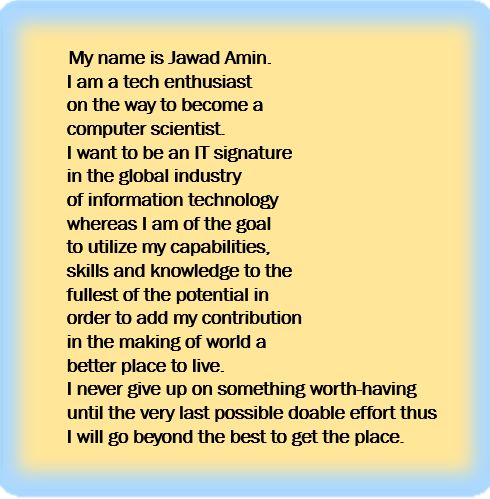 My name is Jawad Amin.
I am a tech enthusiast
on the way to become a
computer scientist.
I want to be an IT signature
in the global industry
of information technology
whereas I am of the goal
to utilize my capabilities,
skills and knowledge to the
fullest of the potential in
order to add my contribution
in the making of world a
better place to live.
I never give up on something worth-having
until the very last possible doable effort thus
I will go beyond the best to get the place.